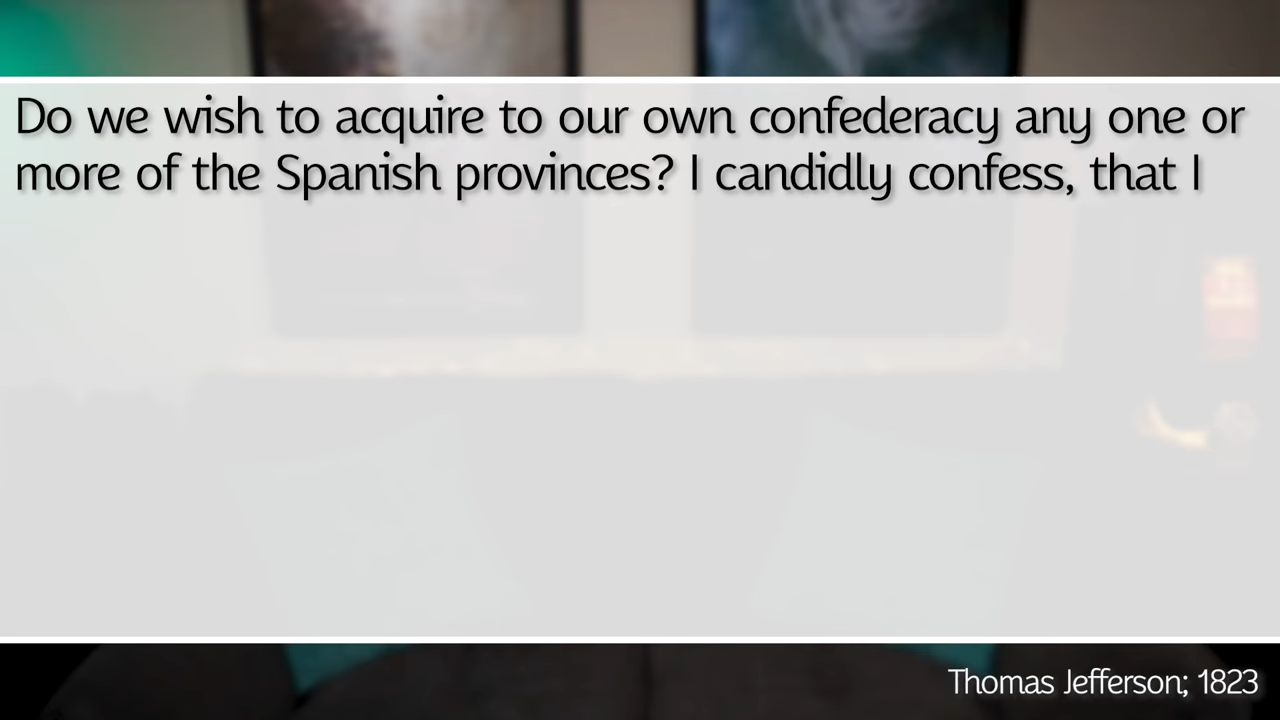 Do we wish to acquire to our own confederacy any one or
more of the Spanish provinces? I candidly confess, that I
Thomas Jefferson; 1823